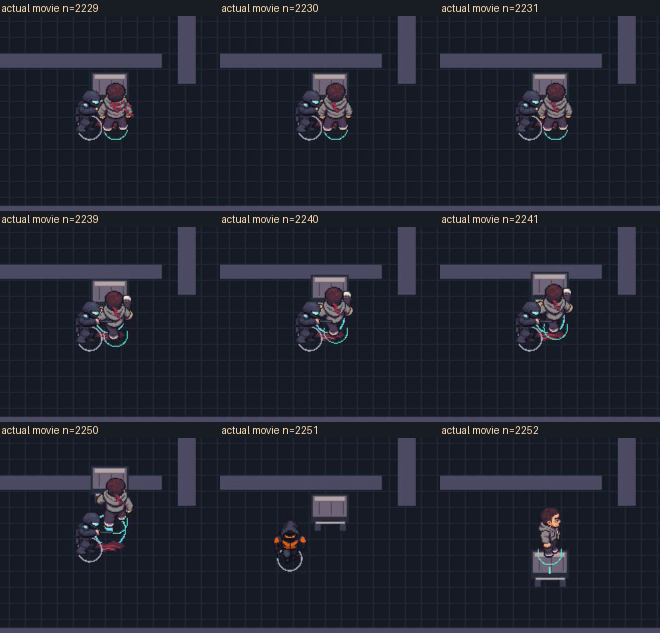 actual movie n=2229
actual movie n=2230
actual movie n=2231
actual movie n=2239
actual movie n=2240
actual movie n=2241
actual movie n=2250
actual movie n=2251
actual movie n=2252